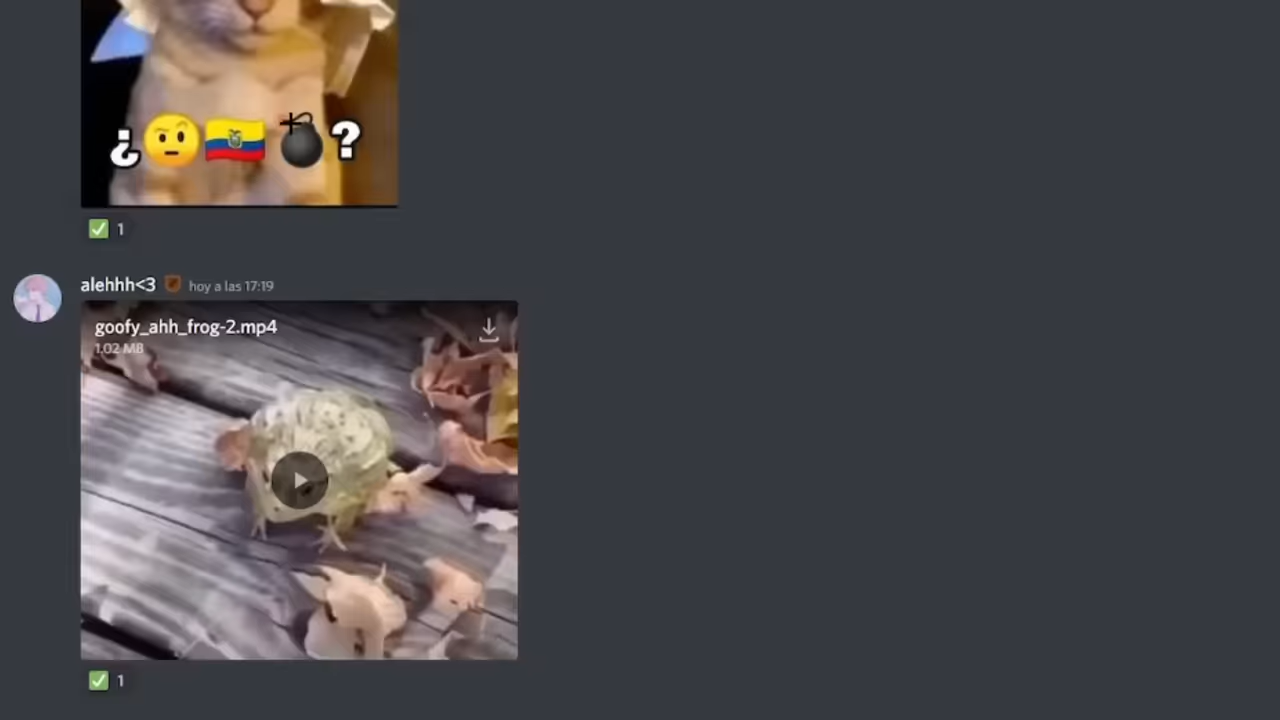 ¿🤨🇪🇨 💣?
✅ 1
alehhh<3 hoy a las 17:19
goofy_ahh_frog-2.mp4
1.02 MB
✅ 1